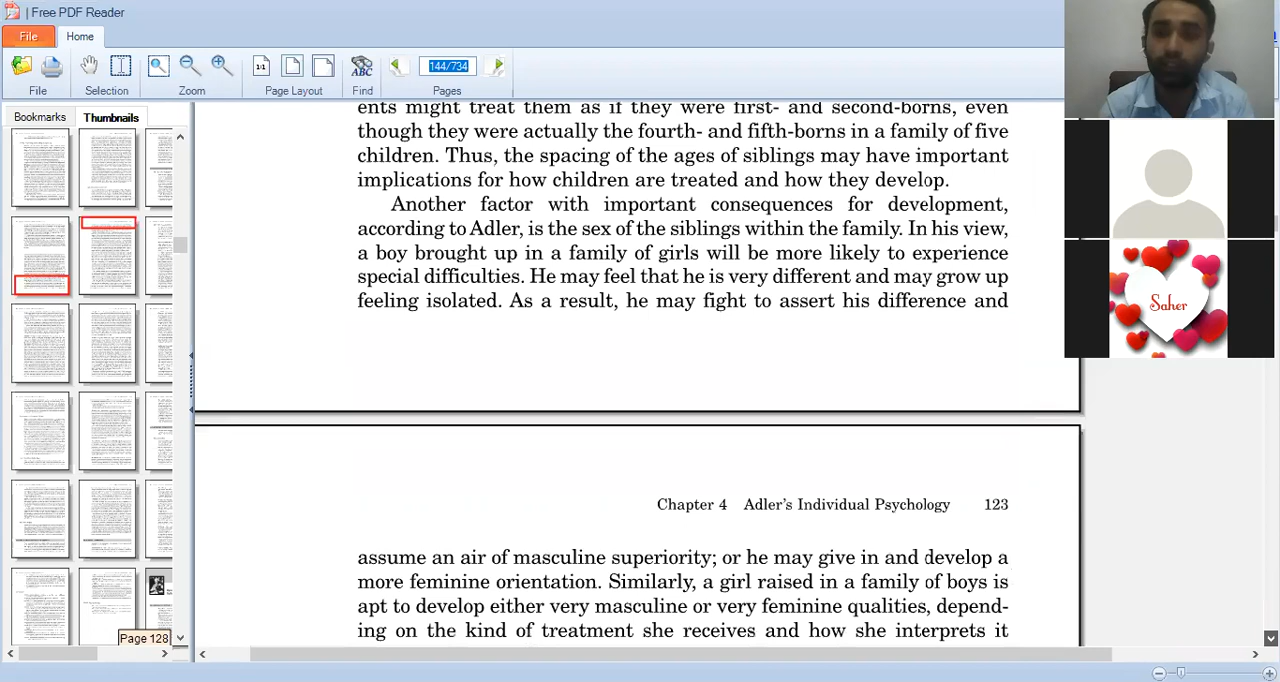 | Free PDF Reader
File
Home
File
Selection
Zoom
1:1
Page Layout
ABC
Find
144/734
Pages
Bookmarks
Thumbnails
Page 128
ents might treat them as if they were first- and second-borns, even
though they were actually the fourth- and fifth-borns in a family of five
children. Thus, the spacing of the ages of siblings may have important
implications for how children are treated and how they develop.
Another factor with important consequences for development,
according to Adler, is the sex of the siblings within the family. In his view,
a boy brought up in a family of girls will be more likely to experience
special difficulties. He may feel that he is very different and may grow up
feeling isolated. As a result, he may fight to assert his difference and
Chapter 4 Adler's Individual Psychology 123
assume an air of masculine superiority; or he may give in and develop a
more feminine orientation. Similarly, a girl raised in a family of boys is
apt to develop either very masculine or very feminine qualities, depend-
ing on the kind of treatment she receives and how she interprets it
Saher